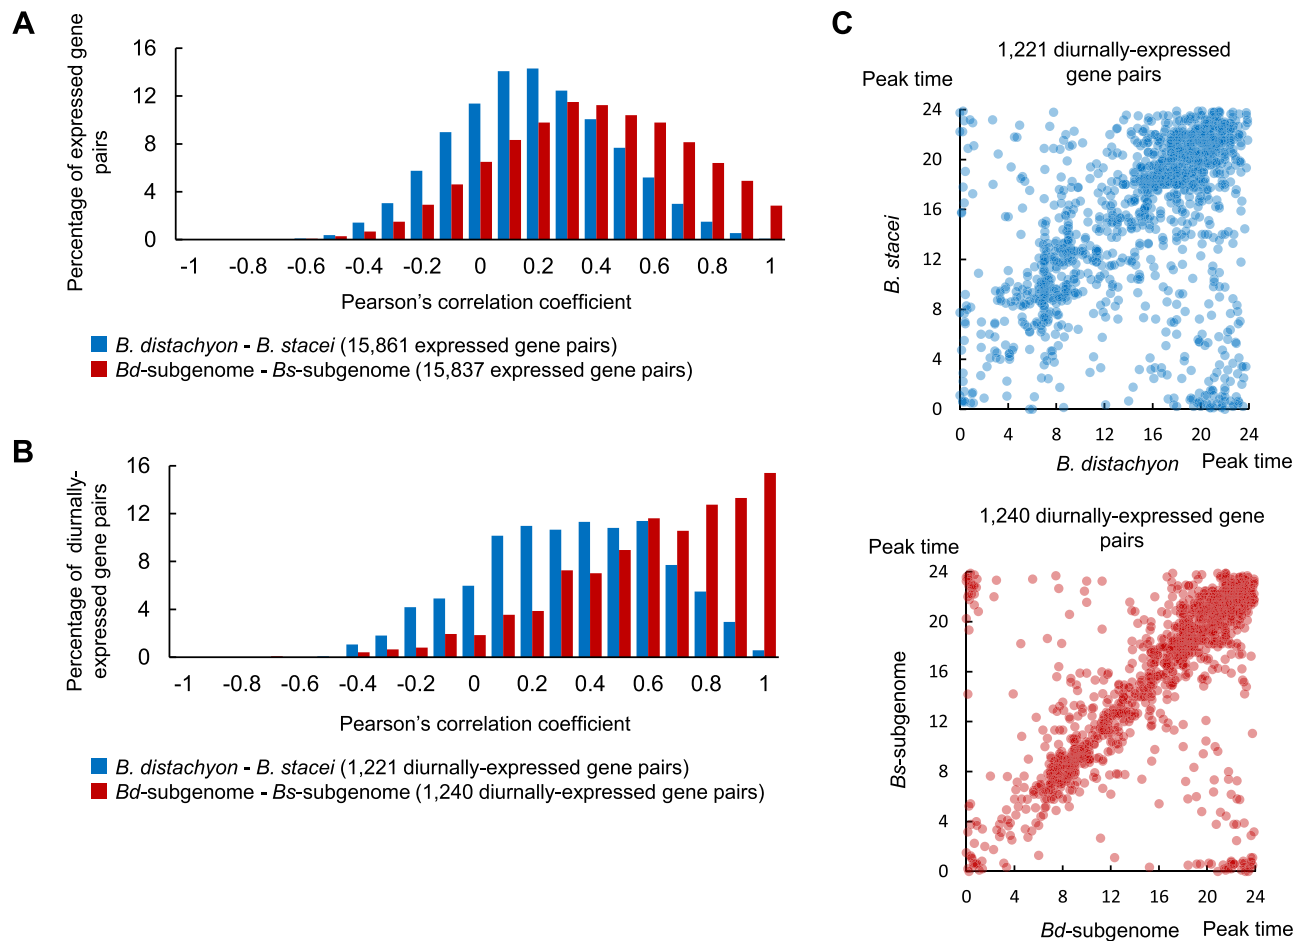 A
Percentage of expressed gene
pairs
16
12
8
4
0
-1 -0.8 -0.6 -0.4 -0.2 0 0.2 0.4 0.6 0.8 1
Pearson’s correlation coefficient
B. distachyon - B. stacei (15,861 expressed gene pairs)
Bd-subgenome - Bs-subgenome (15,837 expressed gene pairs)
B
Percentage of diurnally-
expressed gene pairs
16
12
8
4
0
-1 -0.8 -0.6 -0.4 -0.2 0 0.2 0.4 0.6 0.8 1
Pearson’s correlation coefficient
B. distachyon - B. stacei (1,221 diurnally-expressed gene pairs)
Bd-subgenome - Bs-subgenome (1,240 diurnally-expressed gene pairs)
C
1,221 diurnally-expressed
gene pairs
Peak time
24
20
16
12
8
4
0
B. stacei
0 4 8 12 16 20 24
B. distachyon Peak time
1,240 diurnally-expressed gene
pairs
Peak time
24
20
16
12
8
4
0
Bs-subgenome
0 4 8 12 16 20 24
Bd-subgenome Peak time